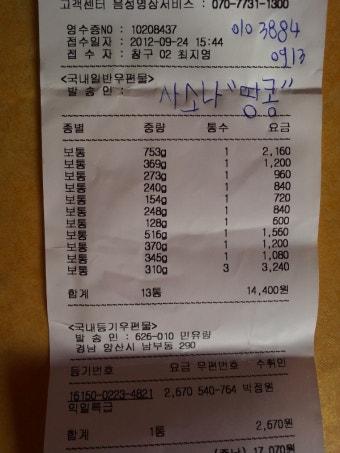 고객센터 음성영상서비스 : 070-7731-1300
영수증NO : 10208437
010 3884
접수일자 : 2012-09-24 15:44
0913
접 수 자 : 창구 02 최지영
<국내일반우편물>
발 송 인 :
"땅콩"
종별 중량 통수 요금
보통 753g 1 2,160
보통 369g 1 1,200
보통 273g 1 960
보통 240g 1 840
보통 154g 1 720
보통 248g 1 840
보통 128g 1 600
보통 516g 1 1,560
보통 370g 1 1,200
보통 345g 1 1,080
보통 310g 3 3,240
합계 13통 14,400원
<국내등기우편물>
발 송 인 : 626-010 민유량
경남 양산시 남부동 290
등기번호 요금 우편번호 수취인
16150-0223-4821 2,670 540-764 박정원
익일특급
합계 1통 2,670원
17,070원